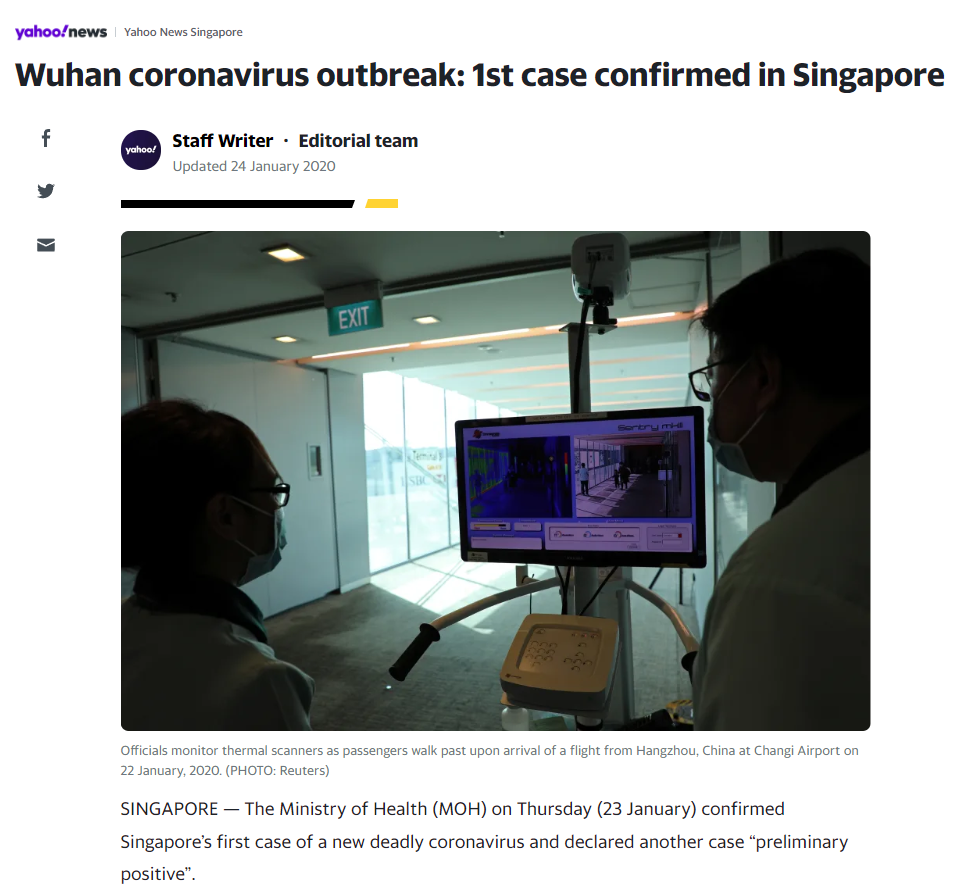 yahoo!news | Yahoo News Singapore
Wuhan coronavirus outbreak: 1st case confirmed in Singapore
yahoo!
Staff Writer · Editorial team
Updated 24 January 2020
EXIT
Sentry
Officials monitor thermal scanners as passengers walk past upon arrival of a flight from Hangzhou, China at Changi Airport on
22 January, 2020. (PHOTO: Reuters)
SINGAPORE — The Ministry of Health (MOH) on Thursday (23 January) confirmed
Singapore’s first case of a new deadly coronavirus and declared another case “preliminary
positive”.